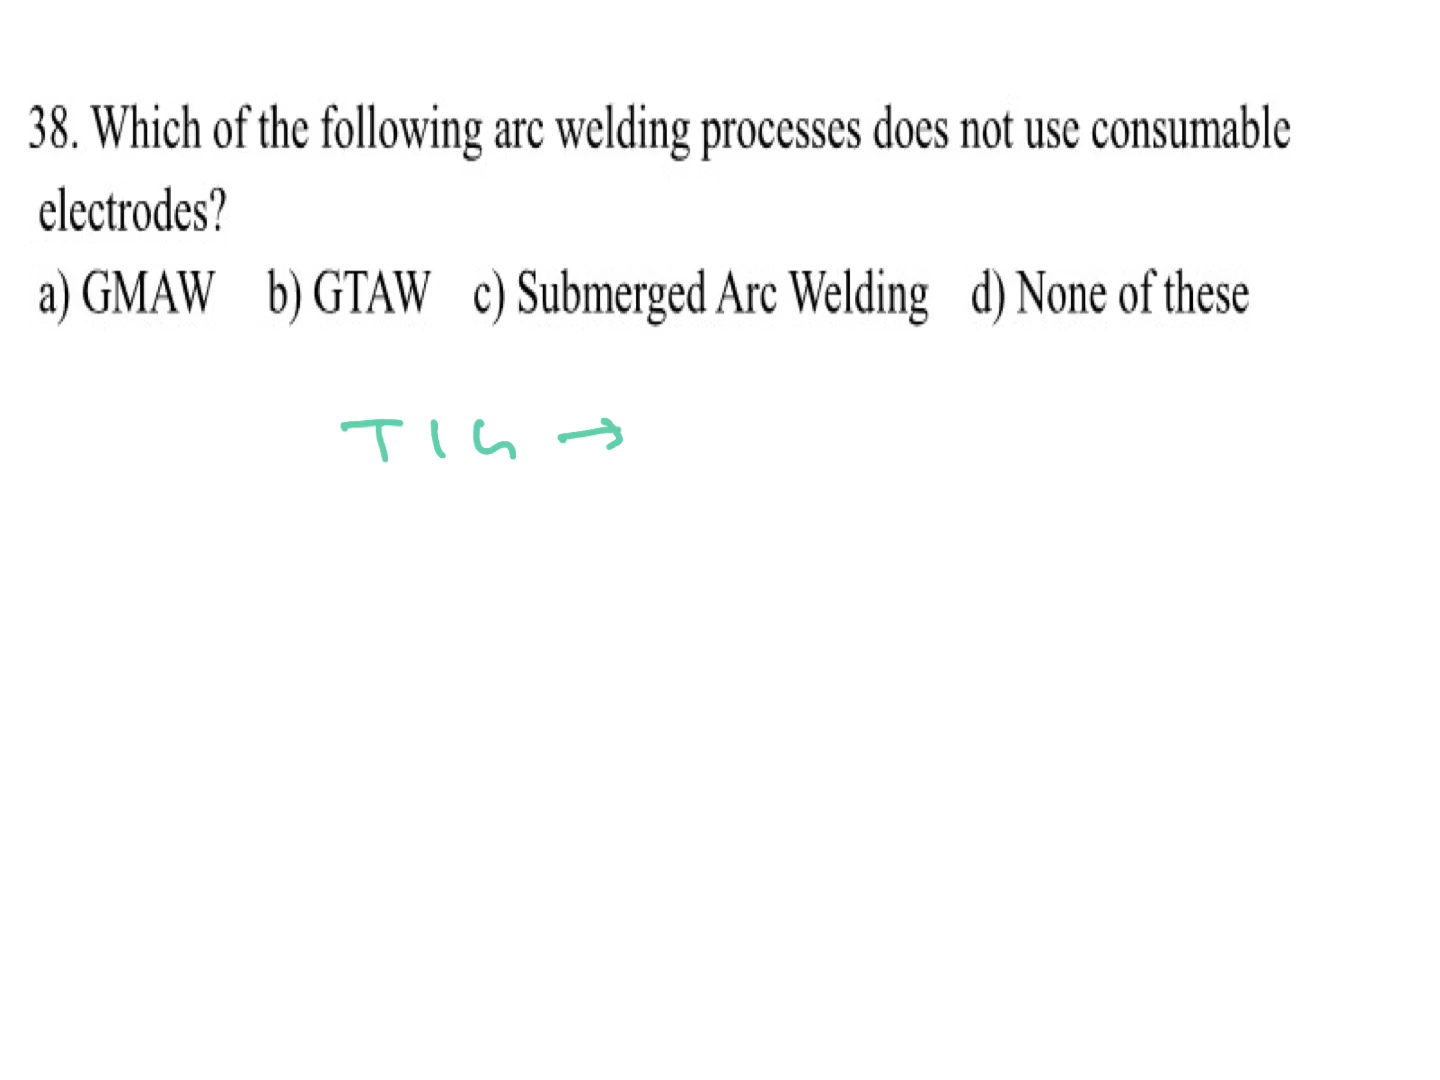 38. Which of the following arc welding processes does not use consumable
electrodes?
a) GMAW b) GTAW c) Submerged Arc Welding d) None of these
TIG →